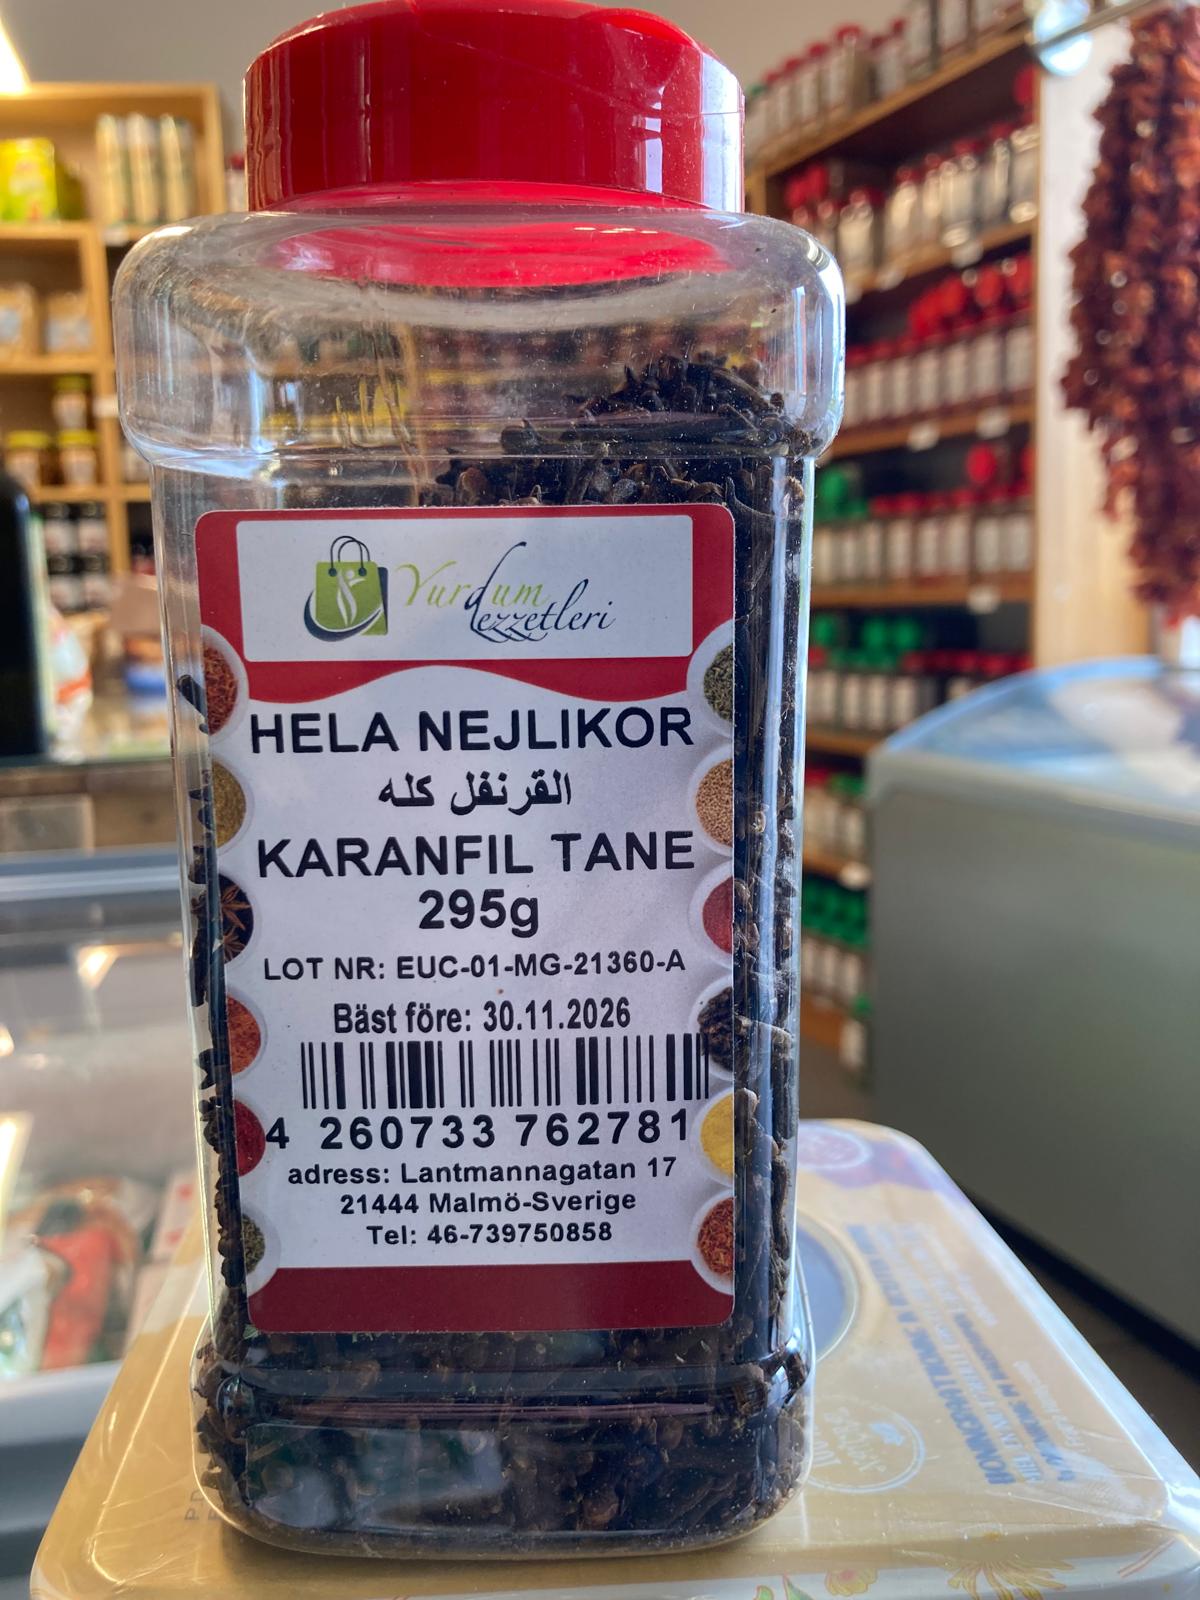 Yurdum
Lezzetleri
HELA NEJLIKOR
القرنفل كله
KARANFIL TANE
295g
LOT NR: EUC-01-MG-21360-A
Bäst före: 30.11.2026
4 260733 762781
adress: Lantmannagatan 17
21444 Malmö-Sverige
Tel: 46-739750858